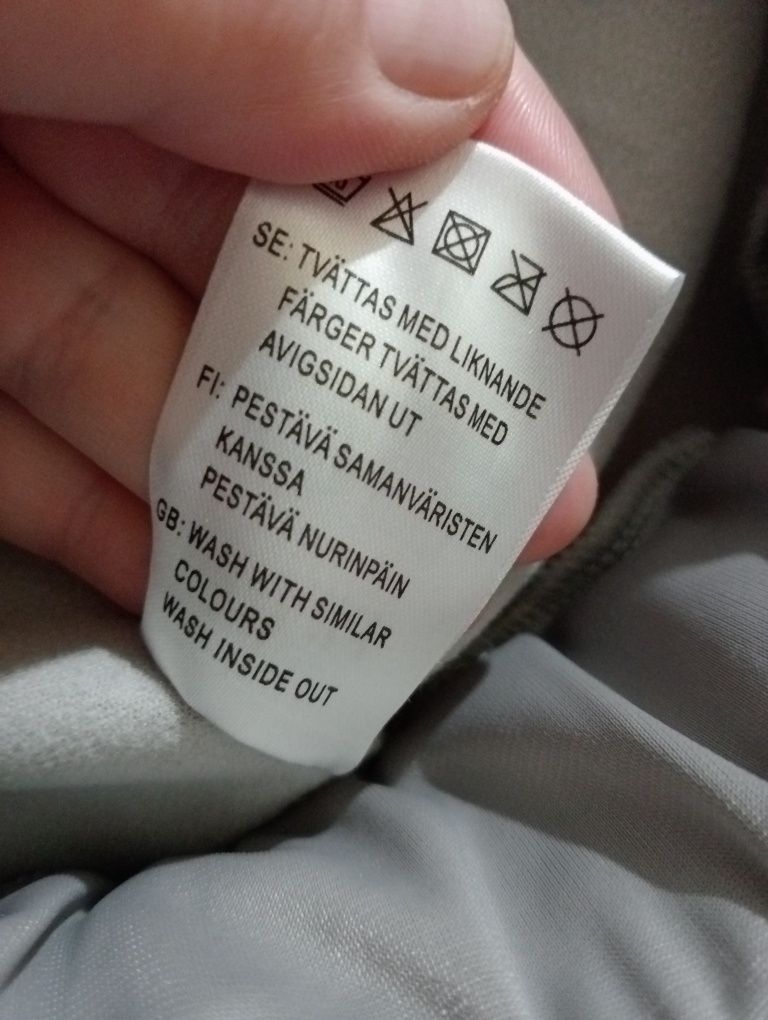 SE: TVÄTTAS MED LIKNANDE
FÄRGER TVÄTTAS MED
AVIGSIDAN UT
FI: PESTÄVÄ SAMANVÄRISTEN
KANSSA
PESTÄVÄ NURINPÄIN
GB: WASH WITH SIMILAR
COLOURS
WASH INSIDE OUT